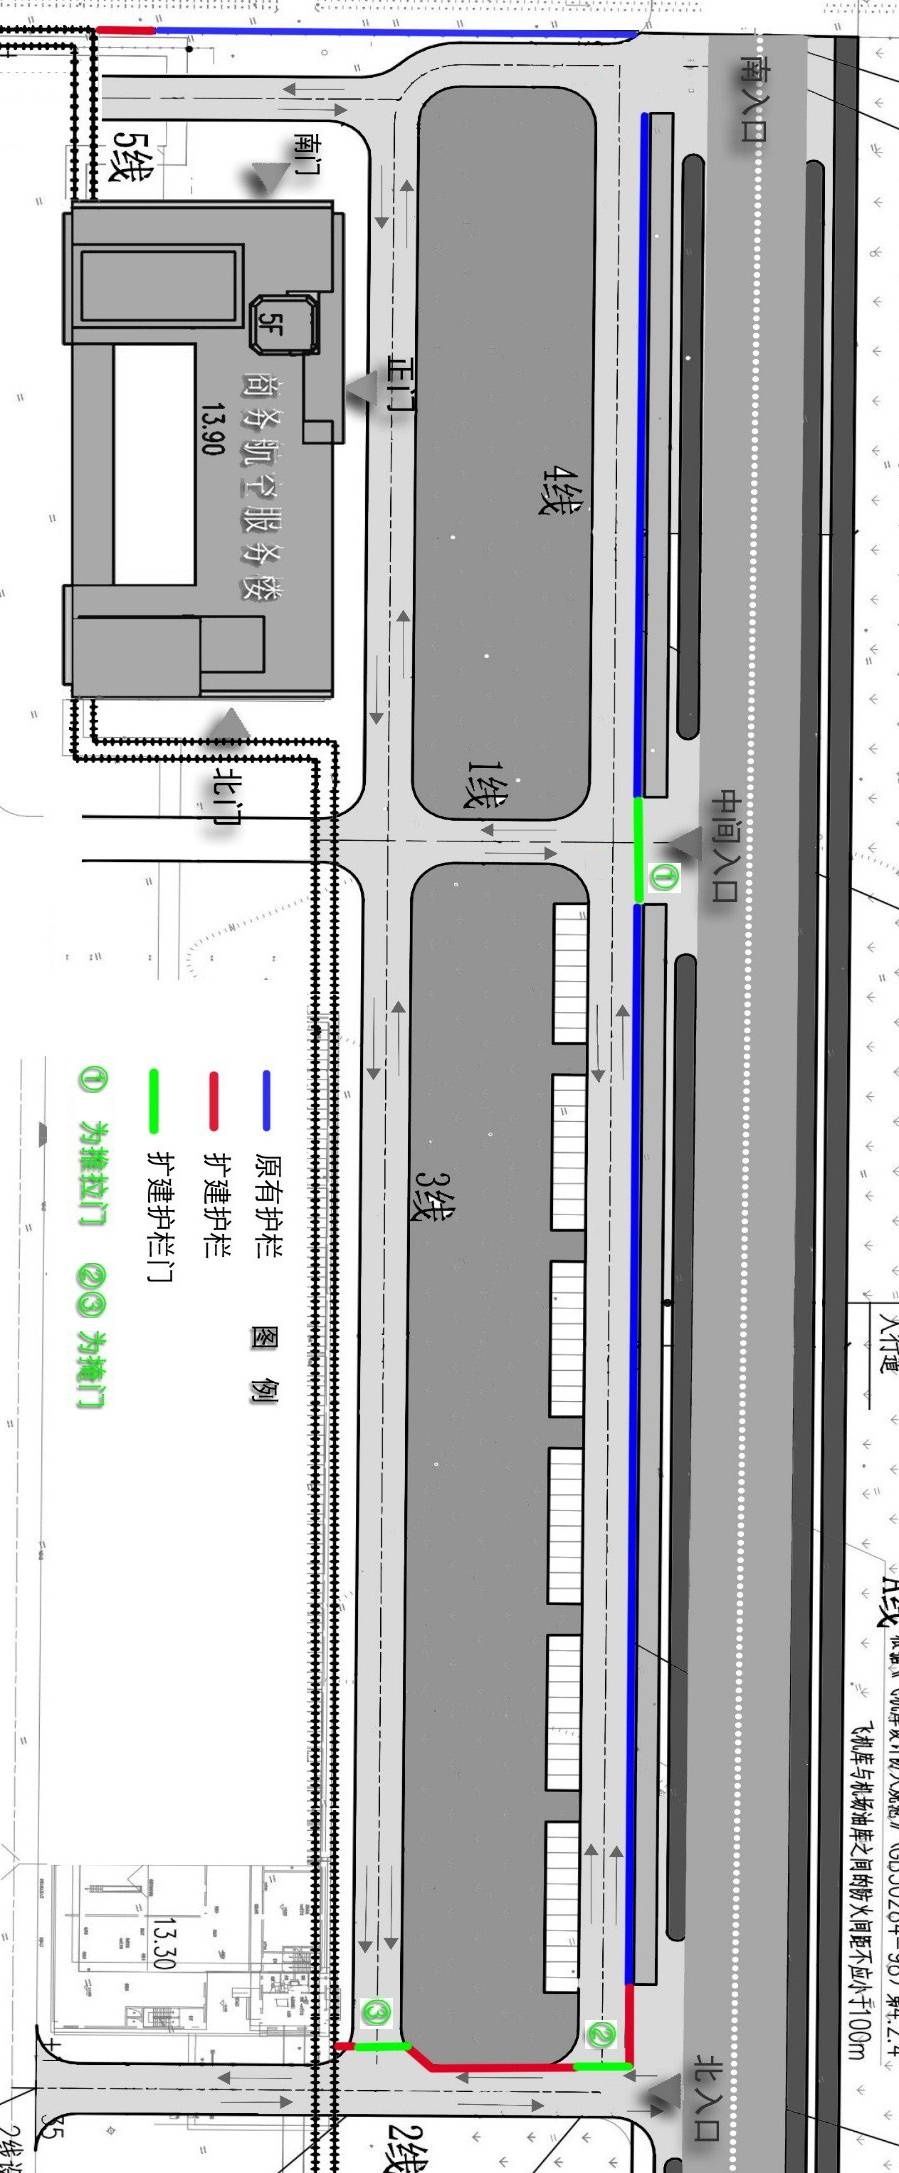 南入口
5线
南门
5F
正门
商务航空服务楼
13.90
4线
北门
1线
中间入口
①
图 例
原有护栏
扩建护栏
扩建护栏门
① 为推拉门 ②③ 为掩门
3线
人行道
A线
飞机库与机场油库之间的防火间距不应小于100m
13.30
③
②
北入口
2线